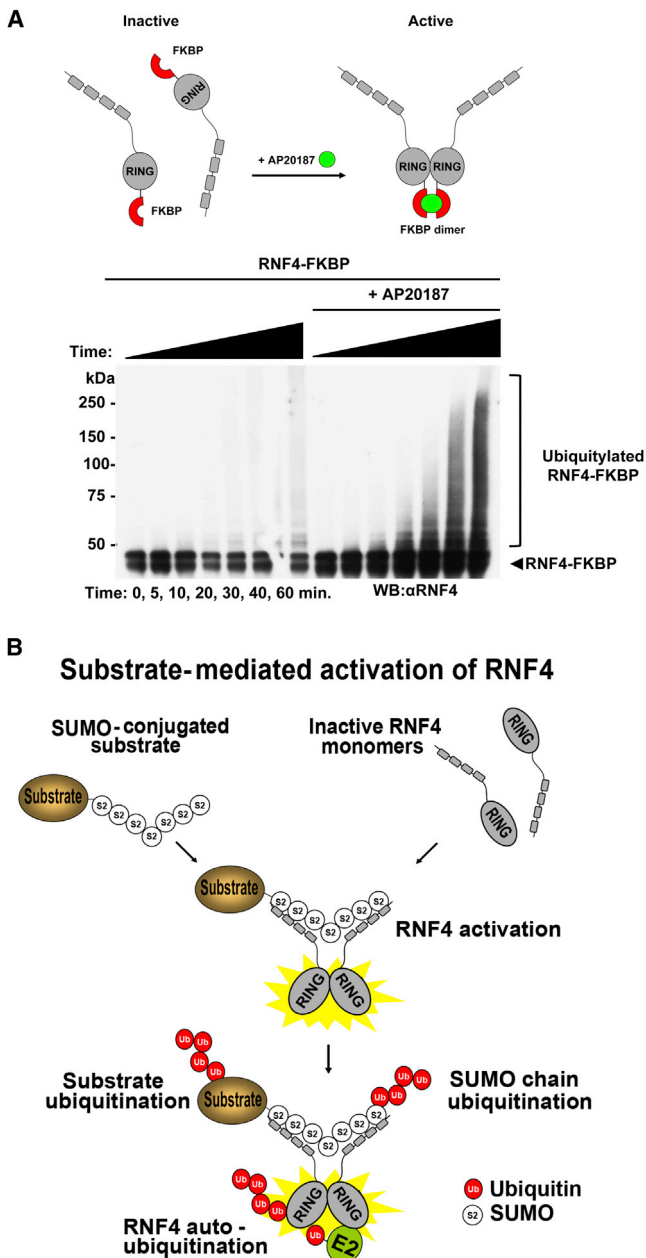 A
Inactive
Active
FKBP
RING
RING
FKBP
+ AP20187
RING RING
FKBP dimer
RNF4-FKBP
+ AP20187
Time:
kDa
250 -
150 -
100-
75 -
50 -
Ubiquitylated
RNF4-FKBP
RNF4-FKBP
Time: 0, 5, 10, 20, 30, 40, 60 min.
WB:αRNF4
B
Substrate-mediated activation of RNF4
SUMO-conjugated
substrate
Inactive RNF4
monomers
Substrate
S2 S2 S2 S2 S2 S2 S2
RING
RING
Substrate
S2 S2 S2 S2 S2 S2 S2
RNF4 activation
RING RING
Ub Ub Ub Ub
Substrate
ubiquitination
Substrate
S2 S2 S2 S2 S2 S2 S2
Ub Ub Ub Ub
SUMO chain
ubiquitination
Ub Ub Ub Ub
RING RING
RNF4 auto-
ubiquitination
Ub
E2
Ub Ubiquitin
S2 SUMO